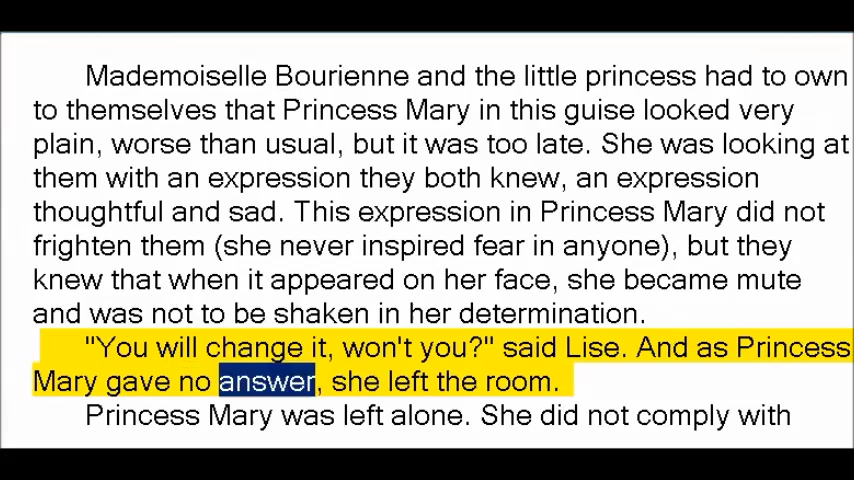 Mademoiselle Bourienne and the little princess had to own
to themselves that Princess Mary in this guise looked very
plain, worse than usual, but it was too late. She was looking at
them with an expression they both knew, an expression
thoughtful and sad. This expression in Princess Mary did not
frighten them (she never inspired fear in anyone), but they
knew that when it appeared on her face, she became mute
and was not to be shaken in her determination.
"You will change it, won't you?" said Lise. And as Princess
Mary gave no answer, she left the room.
Princess Mary was left alone. She did not comply with